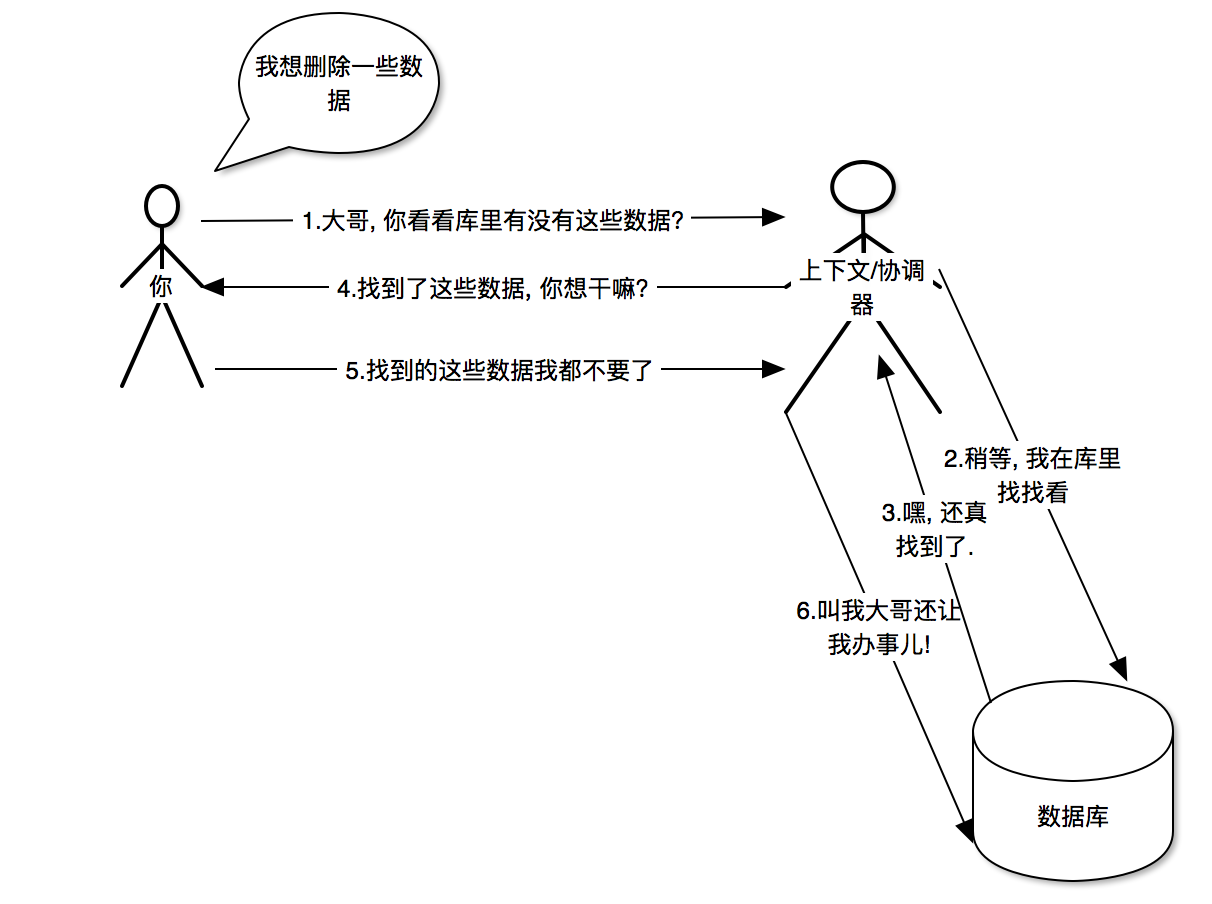 我想删除一些数
据
1.大哥, 你看看库里有没有这些数据?
你
4.找到了这些数据, 你想干嘛?
上下文/协调
器
5.找到的这些数据我都不要了
2.稍等, 我在库里
找找看
3.嘿, 还真
找到了.
6.叫我大哥还让
我办事儿!
数据库